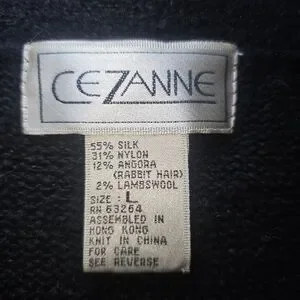 CEZANNE
55% SILK
31% NYLON
12% ANGORA
(RABBIT HAIR)
2% LAMBSWOOL
SIZE : L
RN 63264
ASSEMBLED IN
HONG KONG
KNIT IN CHINA
FOR CARE
SEE REVERSE